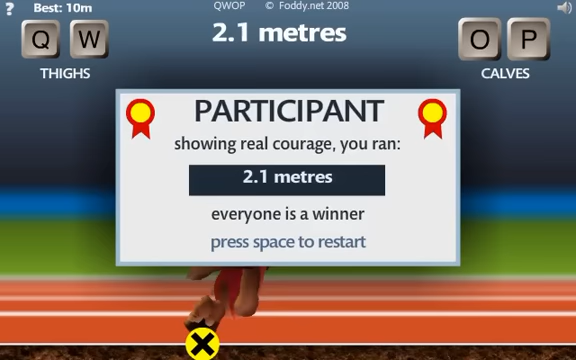 ?
Best: 10m
QWOP © Foddy.net 2008
2.1 metres
Q W
THIGHS
O P
CALVES
PARTICIPANT
showing real courage, you ran:
2.1 metres
everyone is a winner
press space to restart